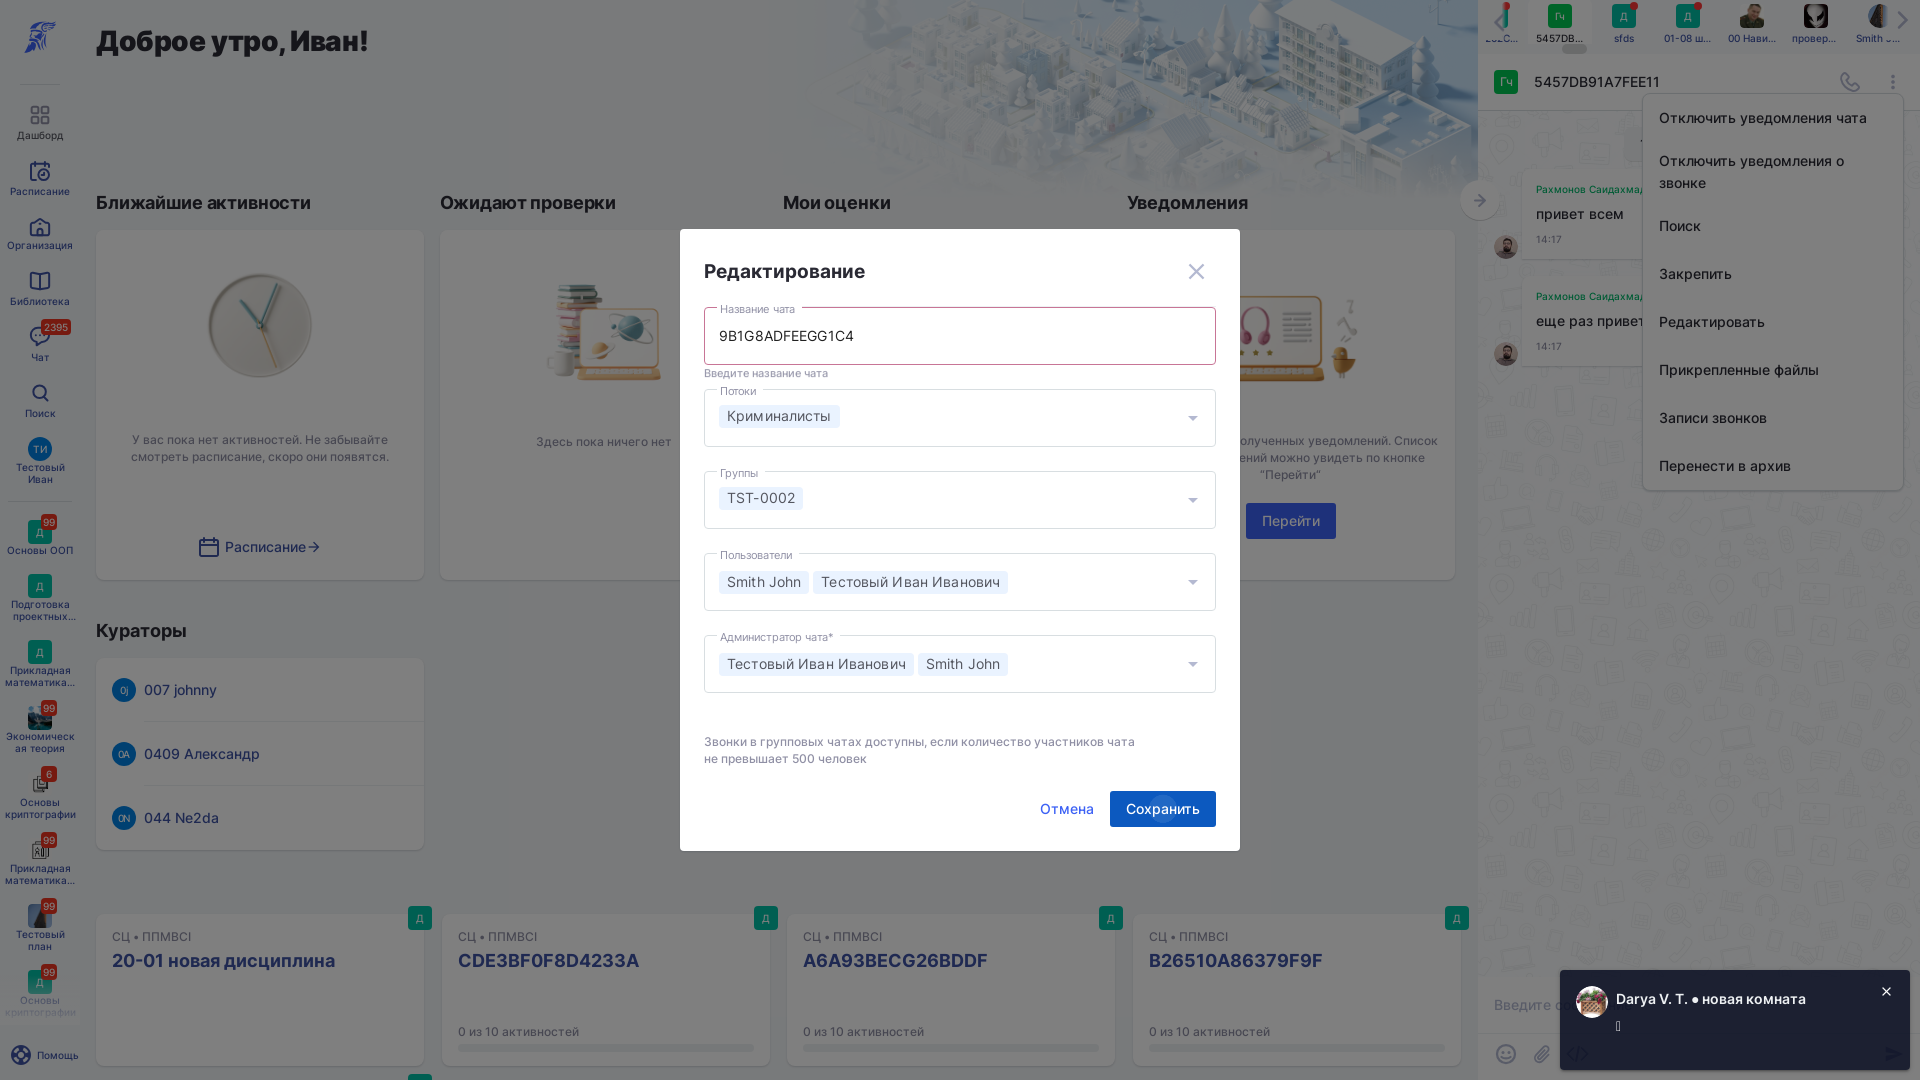 Доброе утро, Иван!
Дашборд
Расписание
Организация
Библиотека
2395
Чат
Поиск
ТИ
Тестовый
Иван
99
Д
Основы ООП
Д
Подготовка
проектных...
Д
Прикладная
математика...
99
Экономическ
ая теория
6
Основы
криптографии
99
Прикладная
математика...
99
Тестовый
план
99
Д
Основы
криптографии
Помощь
Ближайшие активности
Ожидают проверки
Мои оценки
Уведомления
У вас пока нет активностей. Не забывайте
смотреть расписание, скоро они появятся.
Расписание
Здесь пока ничего нет
олученных уведомлений. Список
ений можно увидеть по кнопке
"Перейти"
Перейти
Кураторы
0j
007 johnny
0А
0409 Александр
0N
044 Ne2da
Д
СЦ • ППМВCI
20-01 новая дисциплина
Д
СЦ • ППМВCI
CDE3BF0F8D4233A
0 из 10 активностей
Д
СЦ • ППМВCI
A6A93BECG26BDDF
0 из 10 активностей
Д
СЦ • ППМВCI
B26510A86379F9F
0 из 10 активностей
Редактирование
Название чата
9B1G8ADFEEGG1C4
Введите название чата
Потоки
Криминалисты
Группы
TST-0002
Пользователи
Smith John Тестовый Иван Иванович
Администратор чата*
Тестовый Иван Иванович Smith John
Звонки в групповых чатах доступны, если количество участников чата
не превышает 500 человек
Отмена
Сохранить
Гч
5457DB...
Д
sfds
Д
01-08 ш...
00 Нави...
провер...
Smith J...
Гч
5457DB91A7FEE11
Отключить уведомления чата
Отключить уведомления о
звонке
Поиск
Закрепить
Редактировать
Прикрепленные файлы
Записи звонков
Перенести в архив
Рахмонов Саидахмад
привет всем
14:17
Рахмонов Саидахмад
еще раз привет
14:17
Введите
Darya V. T. ● новая комната